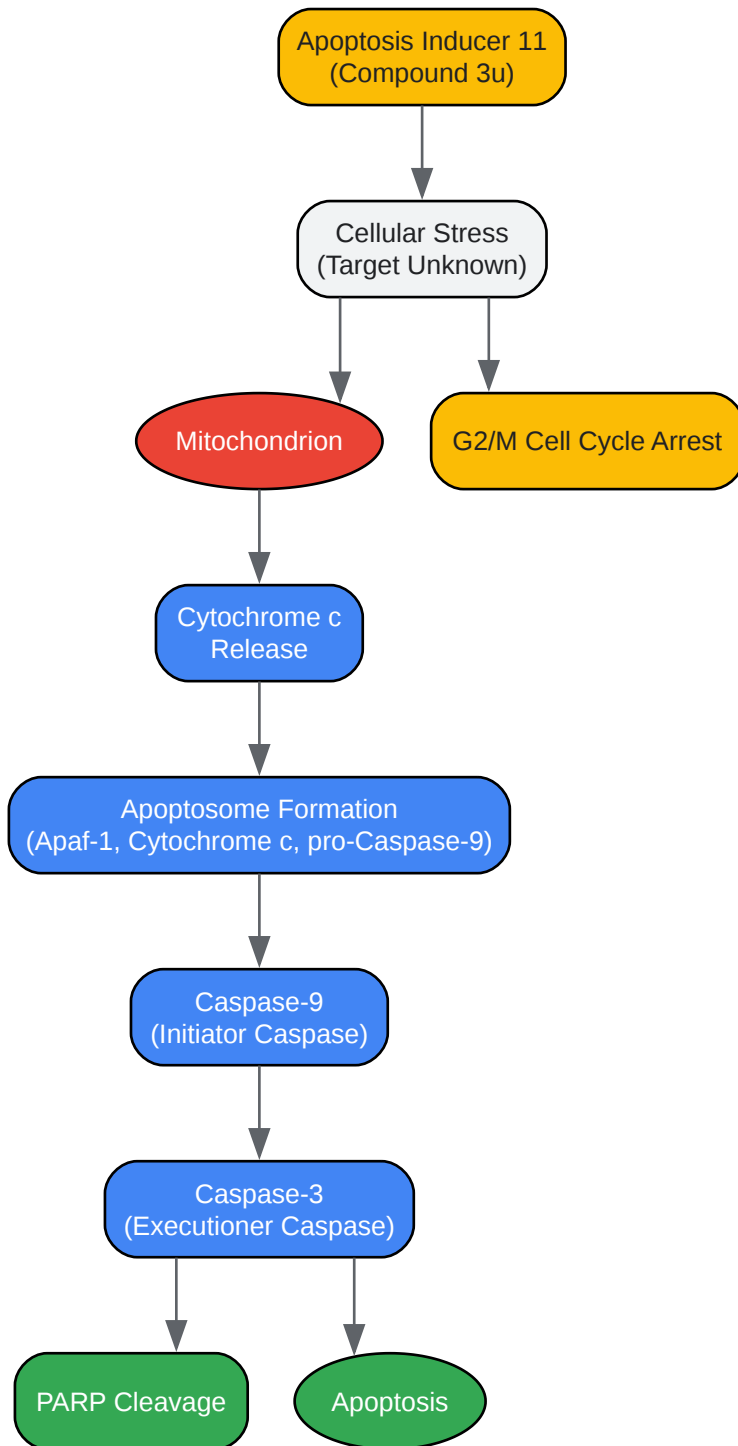 Apoptosis Inducer 11
(Compound 3u)
Cellular Stress
(Target Unknown)
Mitochondrion
G2/M Cell Cycle Arrest
Cytochrome c
Release
Apoptosome Formation
(Apaf-1, Cytochrome c, pro-Caspase-9)
Caspase-9
(Initiator Caspase)
Caspase-3
(Executioner Caspase)
PARP Cleavage
Apoptosis